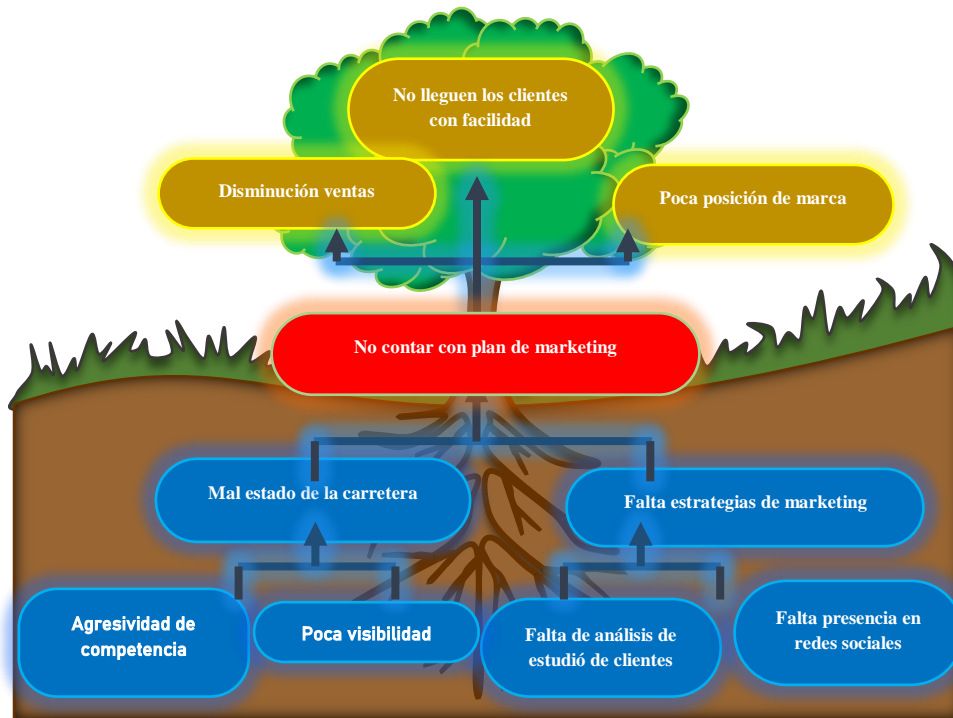 No lleguen los clientes
con facilidad
Disminución ventas
Poca posición de marca
No contar con plan de marketing
Mal estado de la carretera
Falta estrategias de marketing
Agresividad de
competencia
Poca visibilidad
Falta de análisis de
estudió de clientes
Falta presencia en
redes sociales